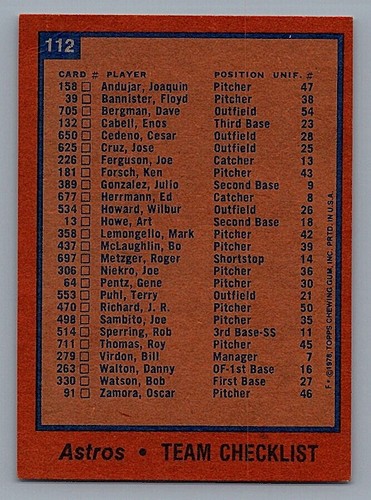 112
CARD # PLAYER POSITION UNIF. #
158 Andujar, Joaquin Pitcher 47
39 Bannister, Floyd Pitcher 38
705 Bergman, Dave Outfield 54
132 Cabell, Enos Third Base 23
650 Cedeno, Cesar Outfield 28
625 Cruz, Jose Outfield 25
226 Ferguson, Joe Catcher 13
181 Forsch, Ken Pitcher 43
389 Gonzalez, Julio Second Base 9
677 Herrmann, Ed Catcher 8
534 Howard, Wilbur Outfield 26
13 Howe, Art Second Base 18
358 Lemongello, Mark Pitcher 42
437 McLaughlin, Bo Pitcher 39
697 Metzger, Roger Shortstop 14
306 Niekro, Joe Pitcher 36
64 Pentz, Gene Pitcher 30
553 Puhl, Terry Outfield 21
470 Richard, J. R. Pitcher 50
498 Sambito, Joe Pitcher 35
514 Sperring, Rob 3rd Base-SS 11
711 Thomas, Roy Pitcher 45
279 Virdon, Bill Manager 7
263 Walton, Danny OF-1st Base 16
330 Watson, Bob First Base 27
91 Zamora, Oscar Pitcher 46
F* © 1978, TOPPS CHEWING GUM, INC. PRTD. IN U.S.A.
Astros • TEAM CHECKLIST